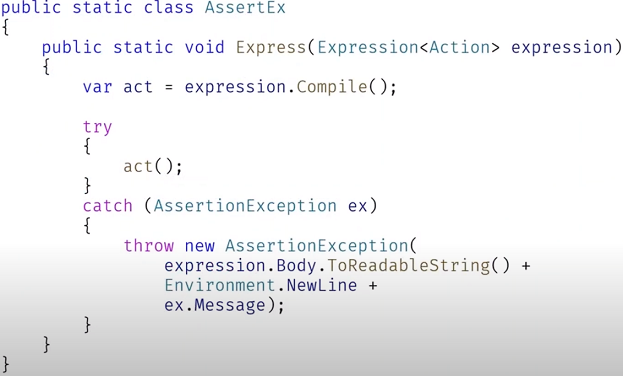 public static class AssertEx
{
    public static void Express(Expression<Action> expression)
    {
        var act = expression.Compile();

        try
        {
            act();
        }
        catch (AssertionException ex)
        {
            throw new AssertionException(
                expression.Body.ToReadableString() +
                Environment.NewLine +
                ex.Message);
        }
    }
}